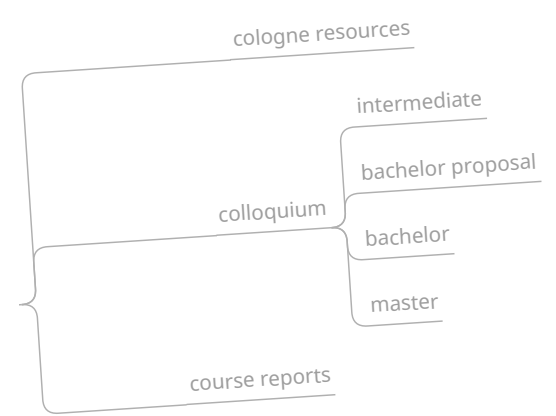 cologne resources
intermediate
bachelor proposal
colloquium
bachelor
master
course reports